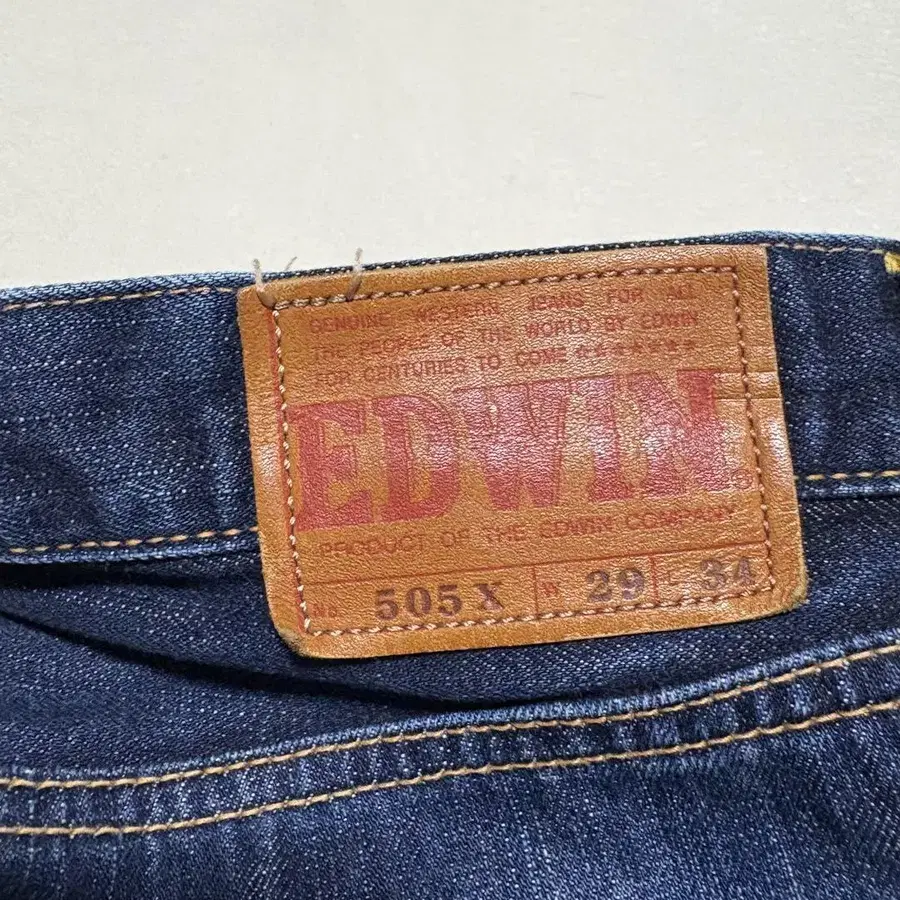 GENUINE WESTERN JEANS FOR ALL
THE PEOPLE OF THE WORLD BY EDWIN
FOR CENTURIES TO COME ★★★★★★★
EDWIN®
PRODUCT OF THE EDWIN COMPANY
No. 505X W 29 L 34